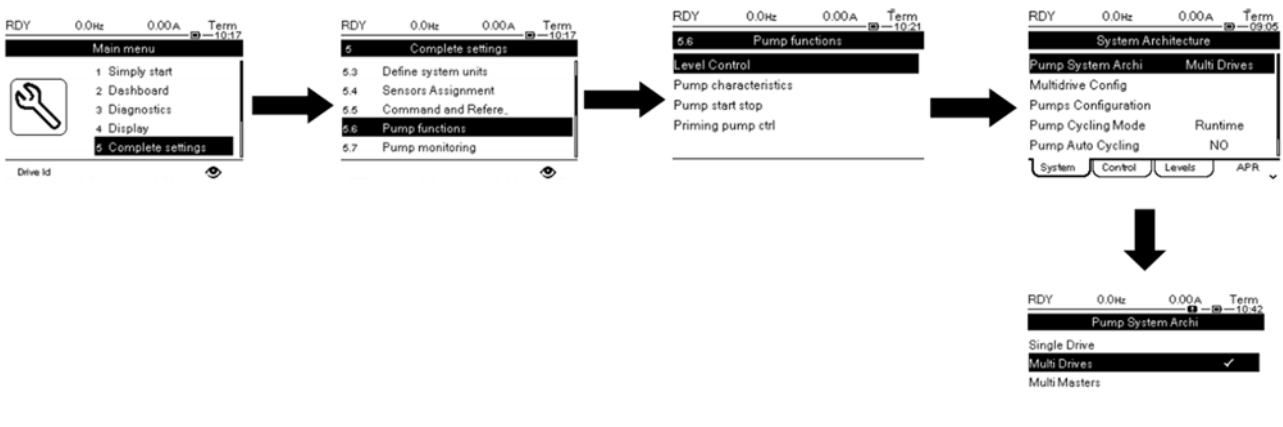 RDY 0.0Hz 0.00A Term
10:17
Main menu
1 Simply start
2 Dashboard
3 Diagnostics
4 Display
5 Complete settings
Drive Id
RDY 0.0Hz 0.00A Term
10:17
5 Complete settings
5.3 Define system units
5.4 Sensors Assignment
5.5 Command and Refere..
5.6 Pump functions
5.7 Pump monitoring
RDY 0.0Hz 0.00A Term
10:21
5.6 Pump functions
Level Control
Pump characteristics
Pump start stop
Priming pump ctrl
RDY 0.0Hz 0.00A Term
09:05
System Architecture
Pump System Archi Multi Drives
Multidrive Config
Pumps Configuration
Pump Cycling Mode Runtime
Pump Auto Cycling NO
System Control Levels APR
RDY 0.0Hz 0.00A Term
10:42
Pump System Archi
Single Drive
Multi Drives ✓
Multi Masters